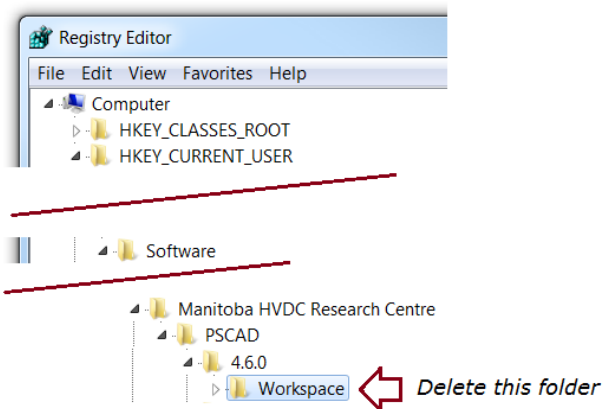 Registry Editor
File Edit View Favorites Help
Computer
HKEY_CLASSES_ROOT
HKEY_CURRENT_USER
Software
Manitoba HVDC Research Centre
PSCAD
4.6.0
Workspace Delete this folder